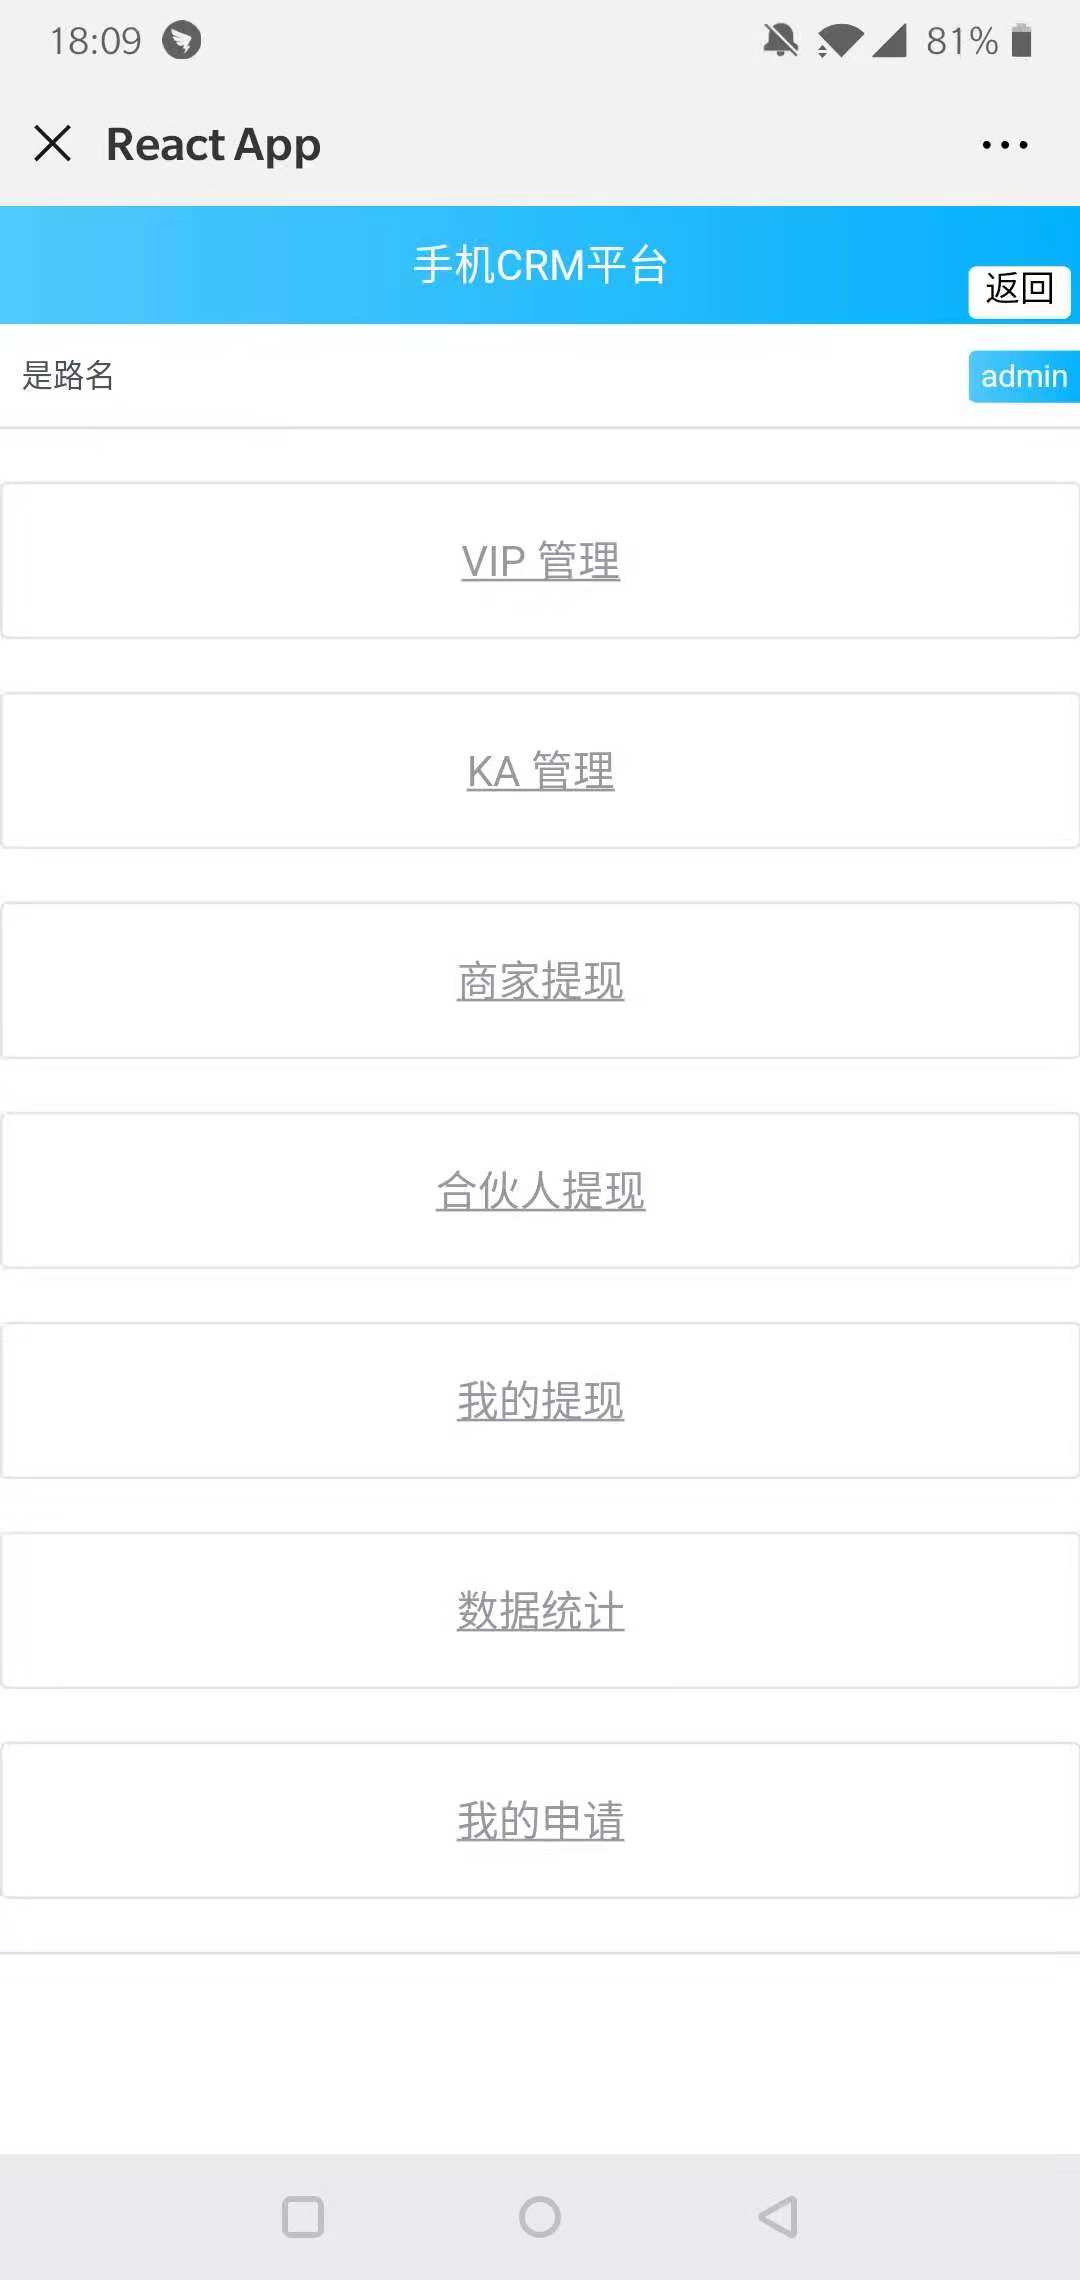 18:09 81%
React App
手机CRM平台
返回
是路名 admin
VIP 管理
KA 管理
商家提现
合伙人提现
我的提现
数据统计
我的申请